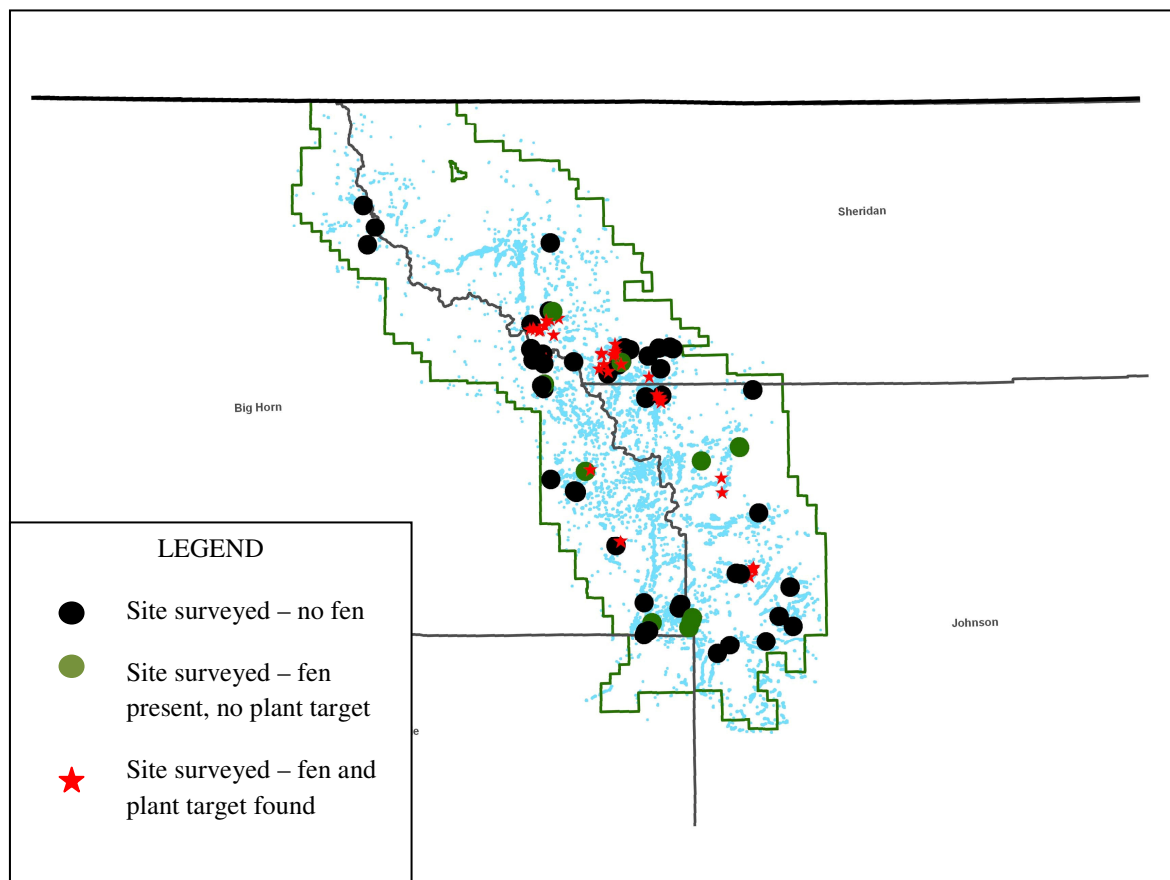 Sheridan
Big Horn
Johnson
e
LEGEND
Site surveyed – no fen
Site surveyed – fen
present, no plant target
Site surveyed – fen and
plant target found